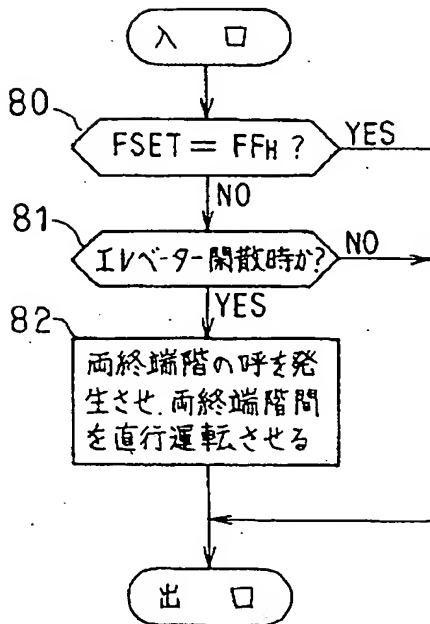 入 口
80
FSET = FFH ?
YES
NO
81
エレベーター閑散時か?
NO
YES
82
両終端階の呼を発
生させ、両終端階間
を直行運転させる
出 口